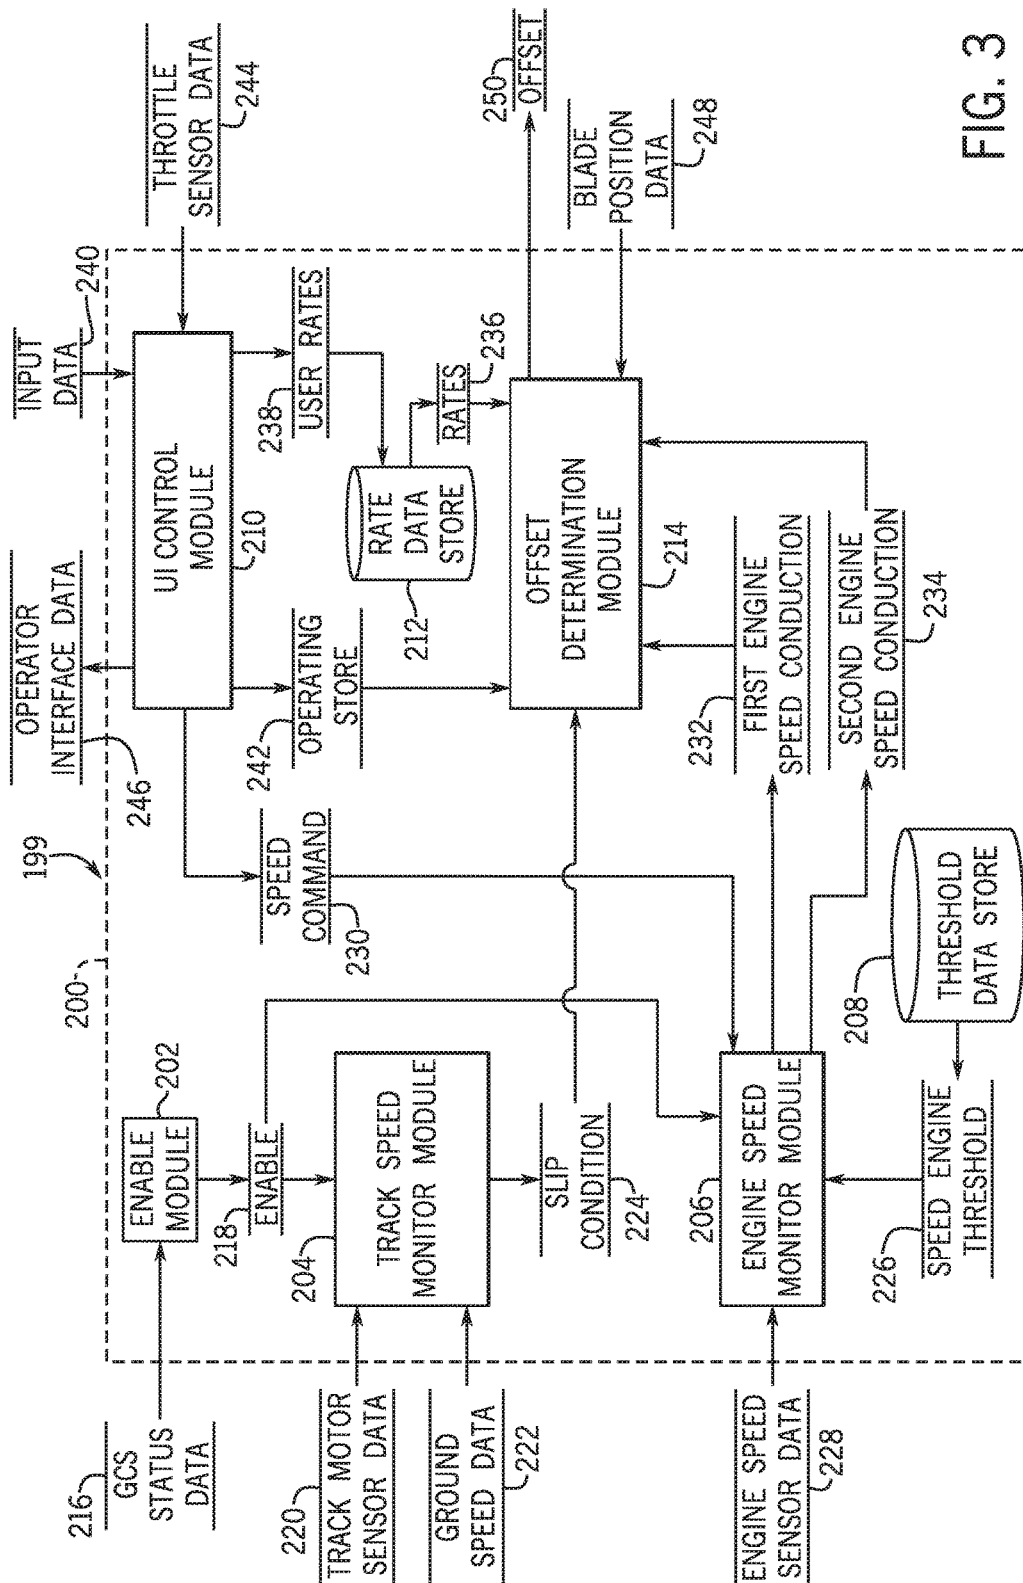 199
200
216
GCS
STATUS
DATA
202
ENABLE
MODULE
218
ENABLE
220
TRACK MOTOR
SENSOR DATA
GROUND
SPEED DATA
222
204
TRACK SPEED
MONITOR MODULE
SLIP
CONDITION
224
ENGINE SPEED
SENSOR DATA
228
206
ENGINE SPEED
MONITOR MODULE
226
SPEED ENGINE
THRESHOLD
208
THRESHOLD
DATA STORE
SPEED
COMMAND
230
OPERATOR
INTERFACE DATA
246
INPUT
DATA
240
UI CONTROL
MODULE
210
THROTTLE
SENSOR DATA
244
242
OPERATING
STORE
238
USER RATES
RATE
DATA
STORE
212
RATES
236
OFFSET
DETERMINATION
MODULE
214
232
FIRST ENGINE
SPEED CONDUCTION
SECOND ENGINE
SPEED CONDUCTION
234
250
OFFSET
BLADE
POSITION
DATA
248
FIG. 3